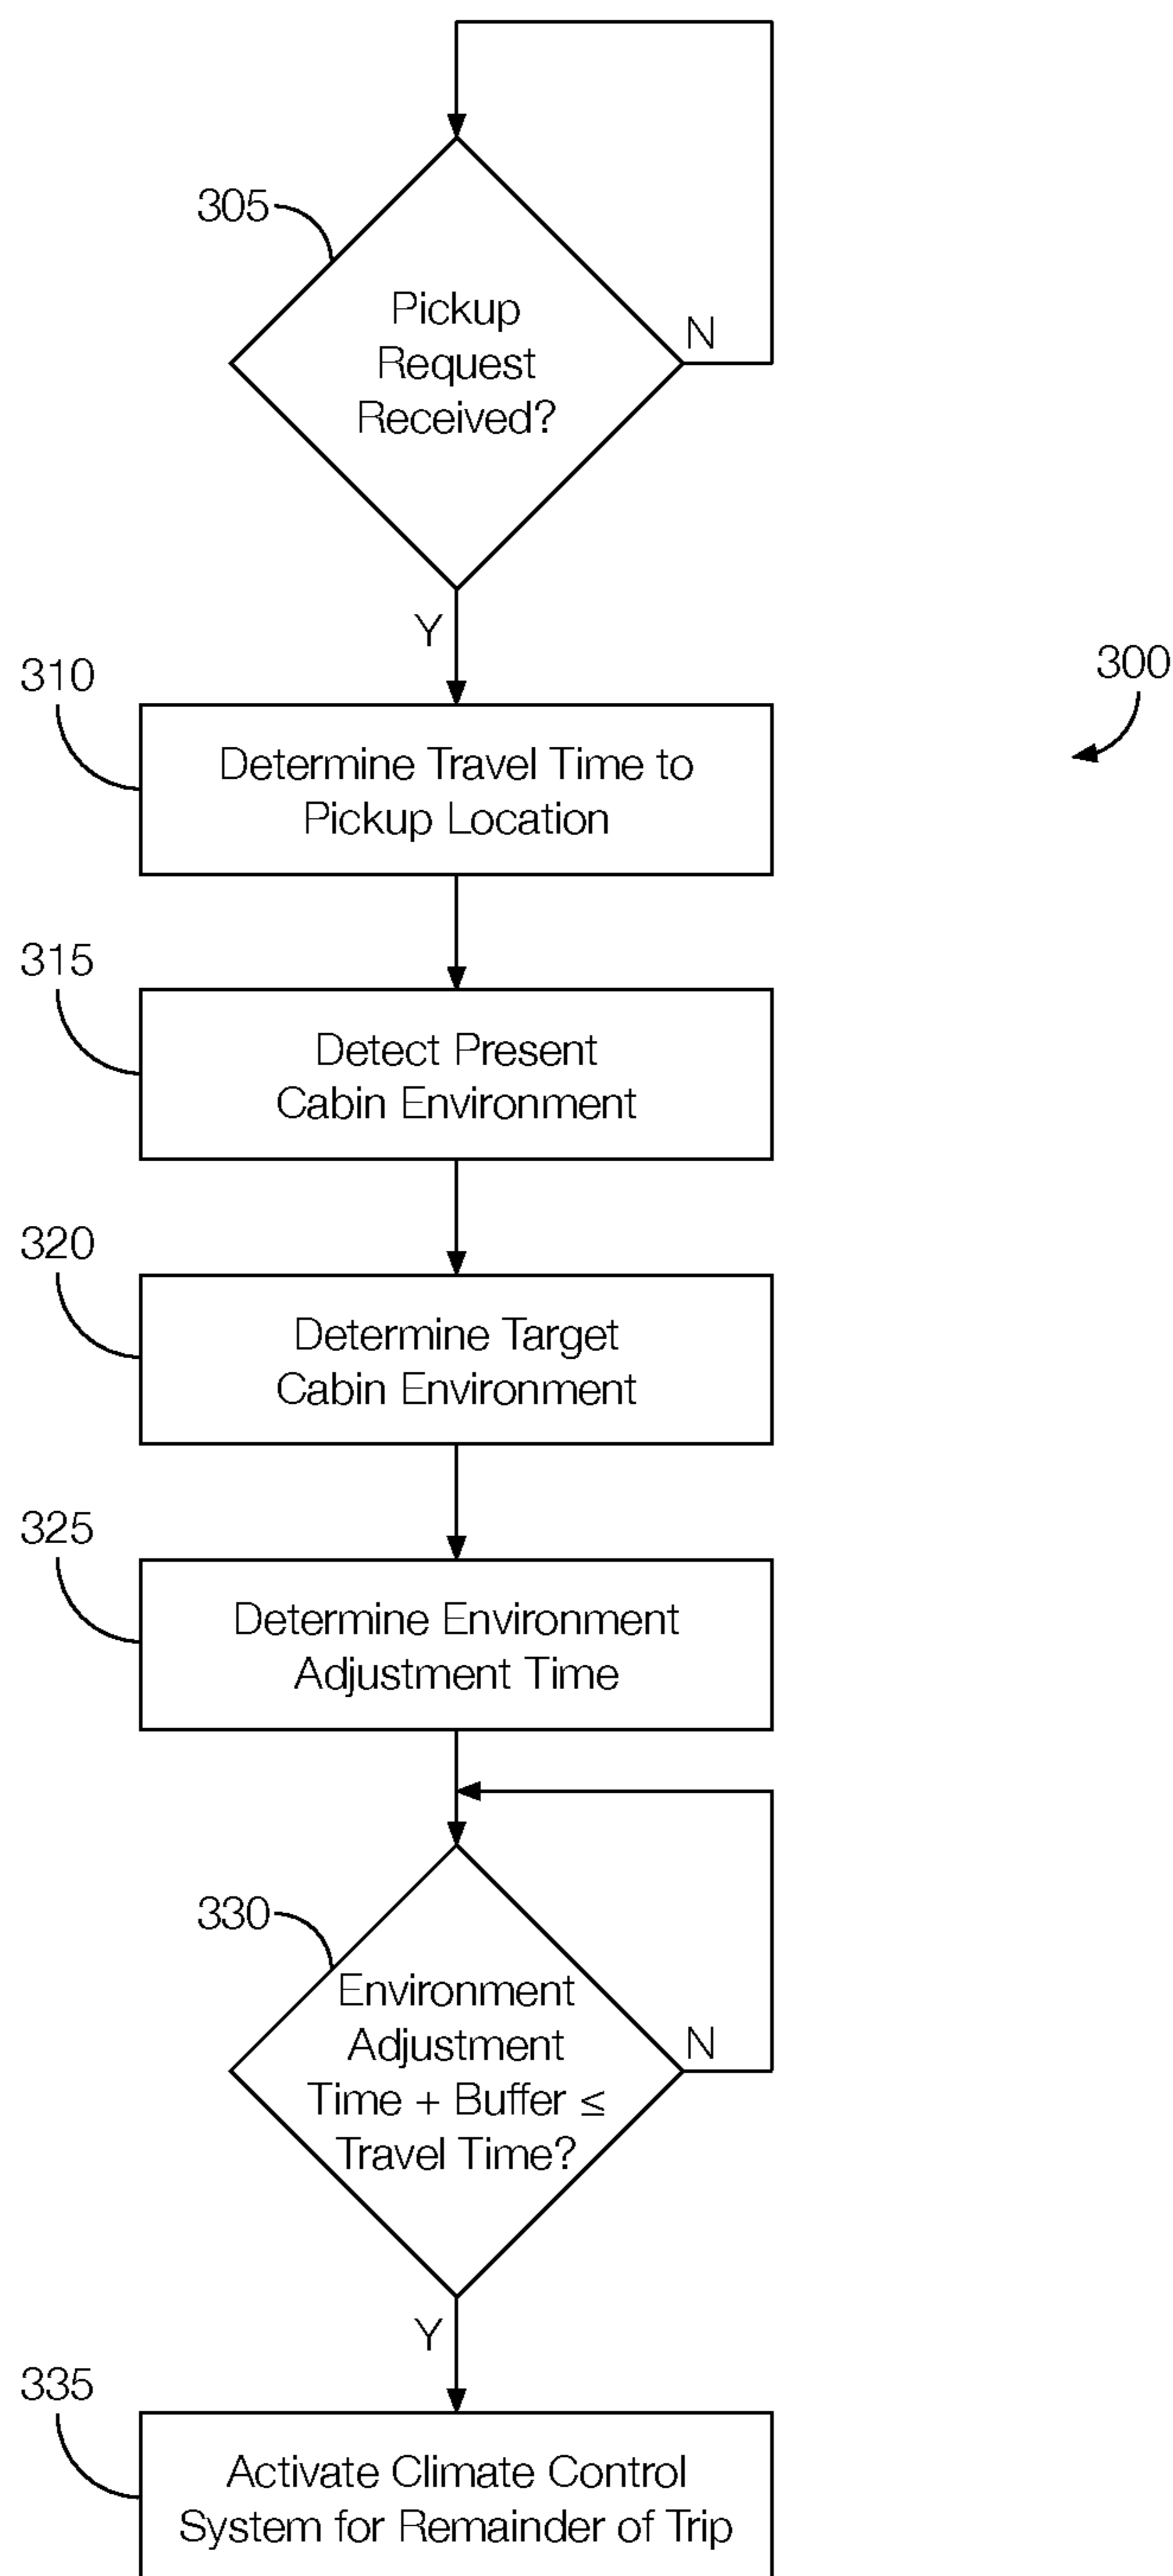 305
Pickup
Request
Received?
N
Y
310
300
Determine Travel Time to
Pickup Location
315
Detect Present
Cabin Environment
320
Determine Target
Cabin Environment
325
Determine Environment
Adjustment Time
330
Environment
Adjustment
Time + Buffer ≤
Travel Time?
N
Y
335
Activate Climate Control
System for Remainder of Trip